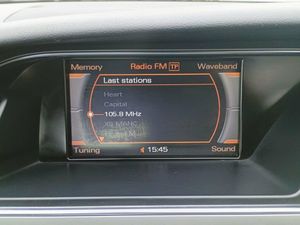 Memory Radio FM TP Waveband
Last stations
Heart
Capital
105.8 MHz
Tuning 15:45 Sound